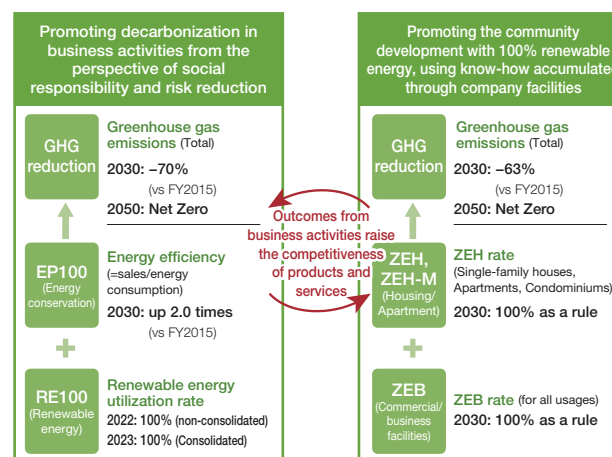 Promoting decarbonization in
business activities from the
perspective of social
responsibility and risk reduction
GHG
reduction
Greenhouse gas
emissions (Total)
2030: –70%
(vs FY2015)
2050: Net Zero
EP100
(Energy
conservation)
Energy efficiency
(=sales/energy
consumption)
2030: up 2.0 times
(vs FY2015)
RE100
(Renewable
energy)
Renewable energy
utilization rate
2022: 100% (non-consolidated)
2023: 100% (Consolidated)
Outcomes from
business activities raise
the competitiveness
of products and
services
Promoting the community
development with 100% renewable
energy, using know-how accumulate
through company facilities
GHG
reduction
Greenhouse gas
emissions (Total)
2030: –63%
(vs FY2015)
2050: Net Zero
ZEH,
ZEH-M
(Housing/
Apartment)
ZEH rate
(Single-family houses,
Apartments, Condominiums)
2030: 100% as a rule
ZEB
(Commercial/
business
facilities)
ZEB rate (for all usages)
2030: 100% as a rule